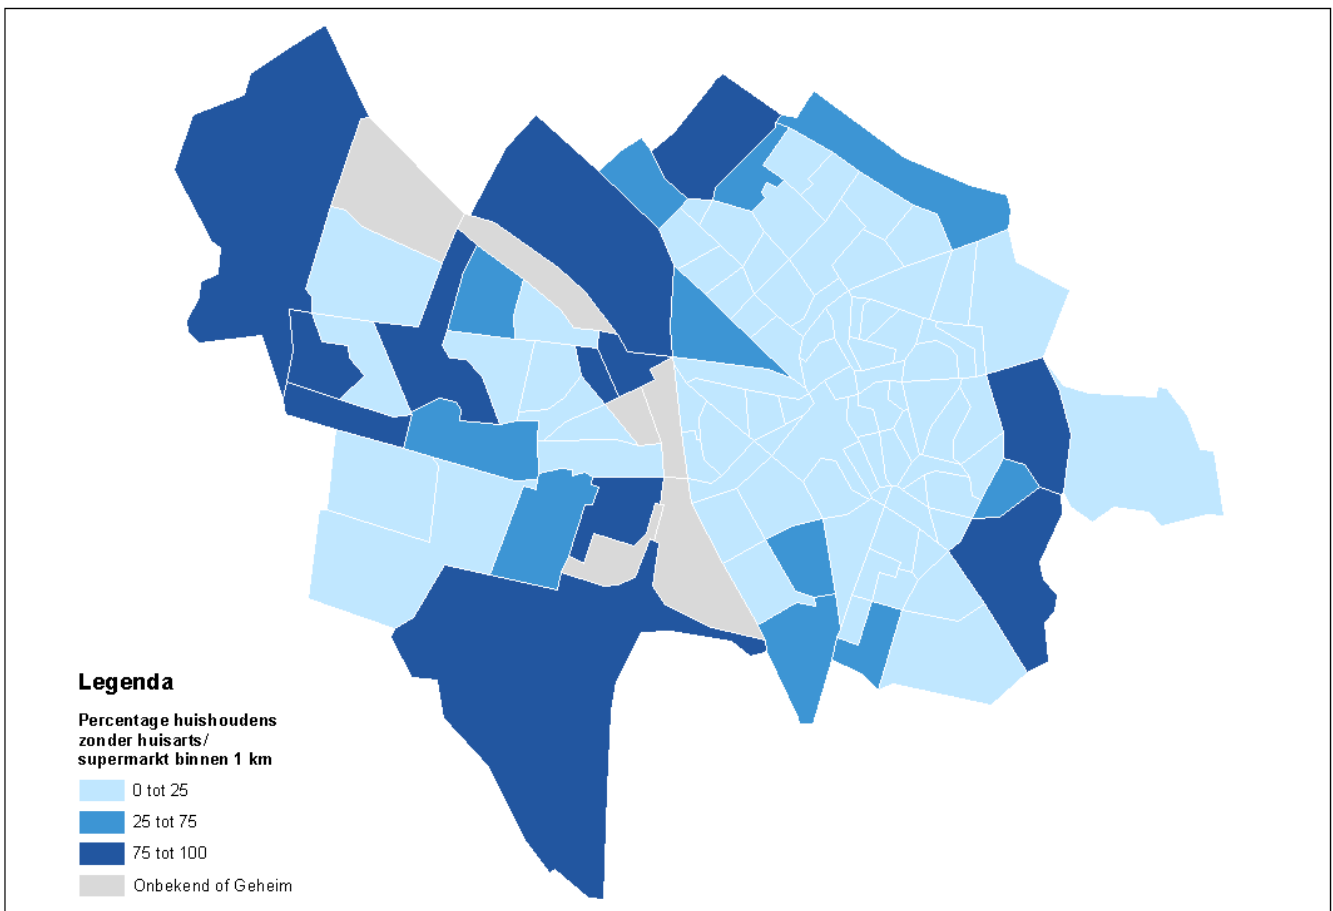 Legenda
Percentage huishoudens
zonder huisarts/
supermarkt binnen 1 km
0 tot 25
25 tot 75
75 tot 100
Onbekend of Geheim